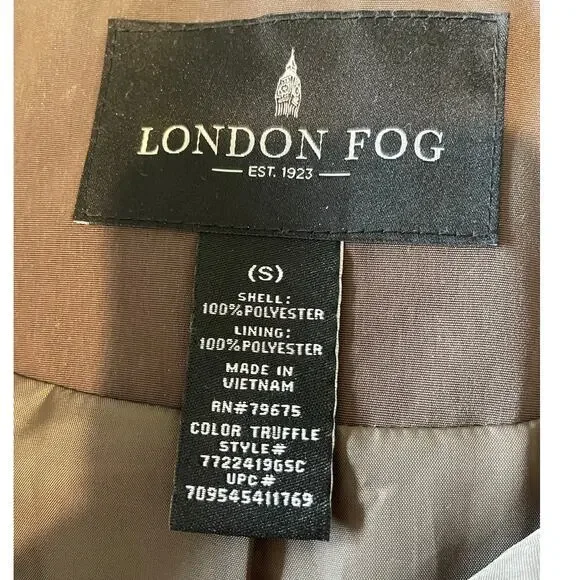 LONDON FOG
EST. 1923
(S)
SHELL:
100%POLYESTER
LINING:
100%POLYESTER
MADE IN
VIETNAM
RN#79675
COLOR TRUFFLE
STYLE#
7722419GSC
UPC#
709545411769